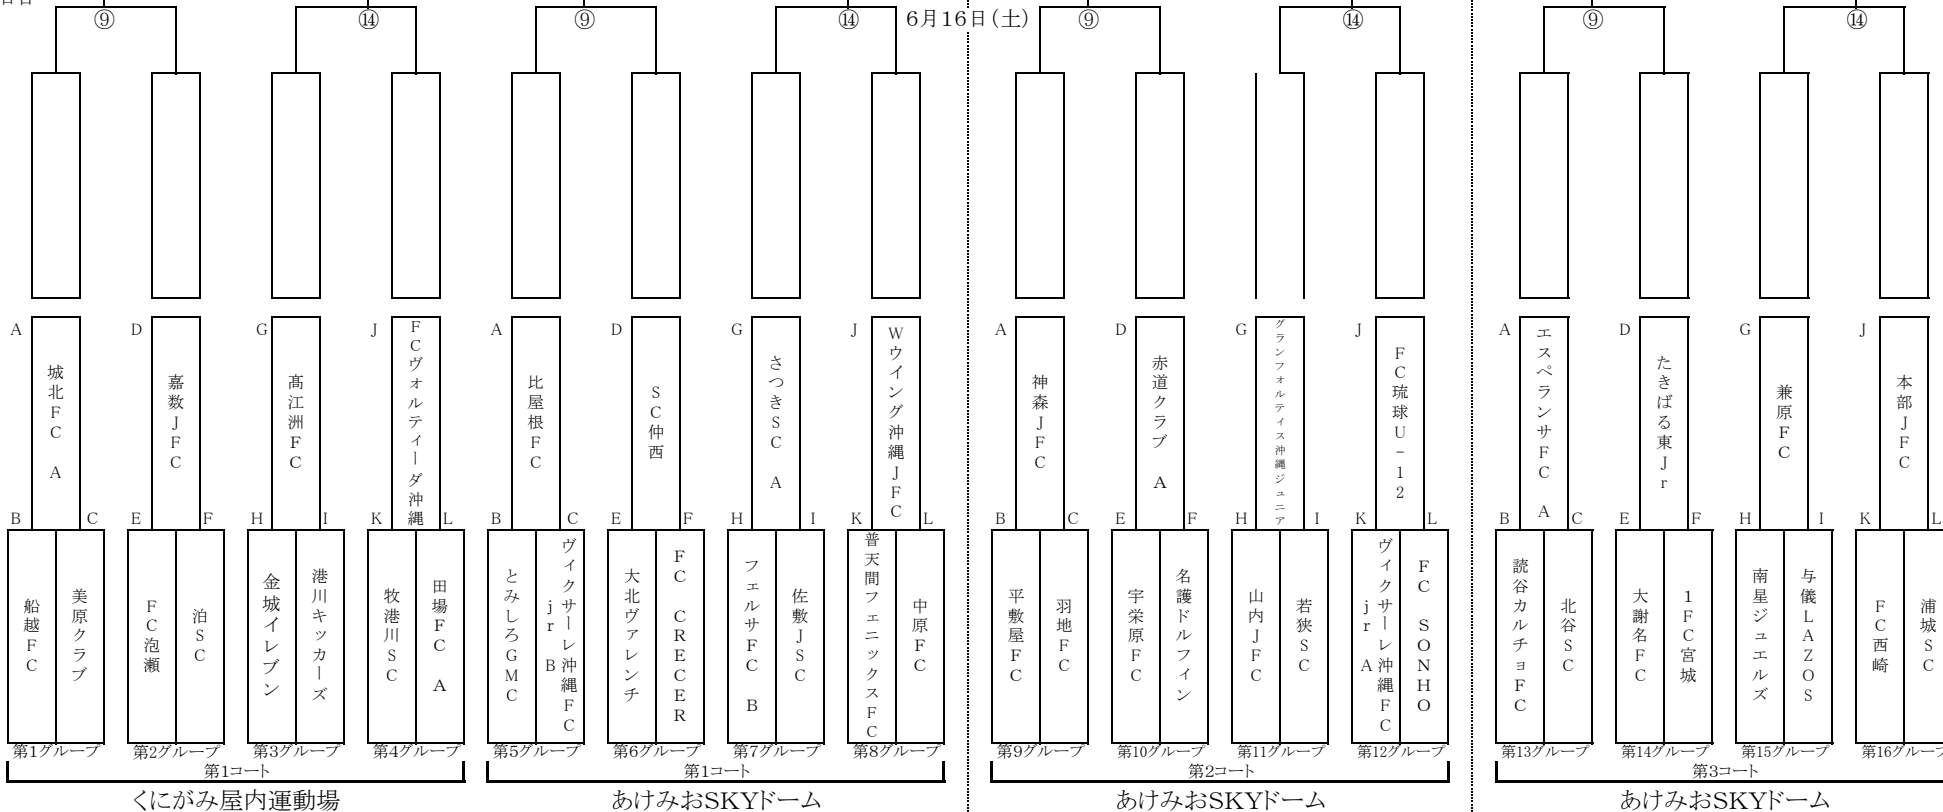 ⑨ ⑭ ⑨ ⑭ 6月16日(土) ⑨ ⑭ ⑨ ⑭
A D G J A D G J A D G J A D G J
城北FC A
嘉数JFC
髙江洲FC
FCヴォルティーダ沖縄
比屋根FC
SC仲西
さつきSC A
Wウイング沖縄JFC
神森JFC
赤道クラブ A
グランフォルティス沖縄ジュニア
FC琉球U-12
エスペランサFC A
たきばる東Jr
兼原FC
本部JFC
B C E F H I K L B C E F H I K L B C E F H I K L B C E F H I K L
船越FC
美原クラブ
FC泡瀬
泊SC
金城イレブン
港川キッカーズ
牧港川SC
田場FC A
とみしろGMC
ヴィクサーレ沖縄FC
jr B
大北ヴァレンチ
FC CRECER
フェルサFC B
佐敷JSC
普天間フェニックスFC
中原FC
平敷屋FC
羽地FC
宇栄原FC
名護ドルフィン
山内JFC
若狭SC
ヴィクサーレ沖縄FC
jr A
FC SONHO
読谷カルチョFC
北谷SC
大謝名FC
1FC宮城
南星ジュエルズ
与儀LAZOS
FC西崎
浦城SC
第1グループ 第2グループ 第3グループ 第4グループ 第5グループ 第6グループ 第7グループ 第8グループ 第9グループ 第10グループ 第11グループ 第12グループ 第13グループ 第14グループ 第15グループ 第16グループ
第1コート 第1コート 第2コート 第3コート
くにがみ屋内運動場 あけみおSKYドーム あけみおSKYドーム あけみおSKYドーム